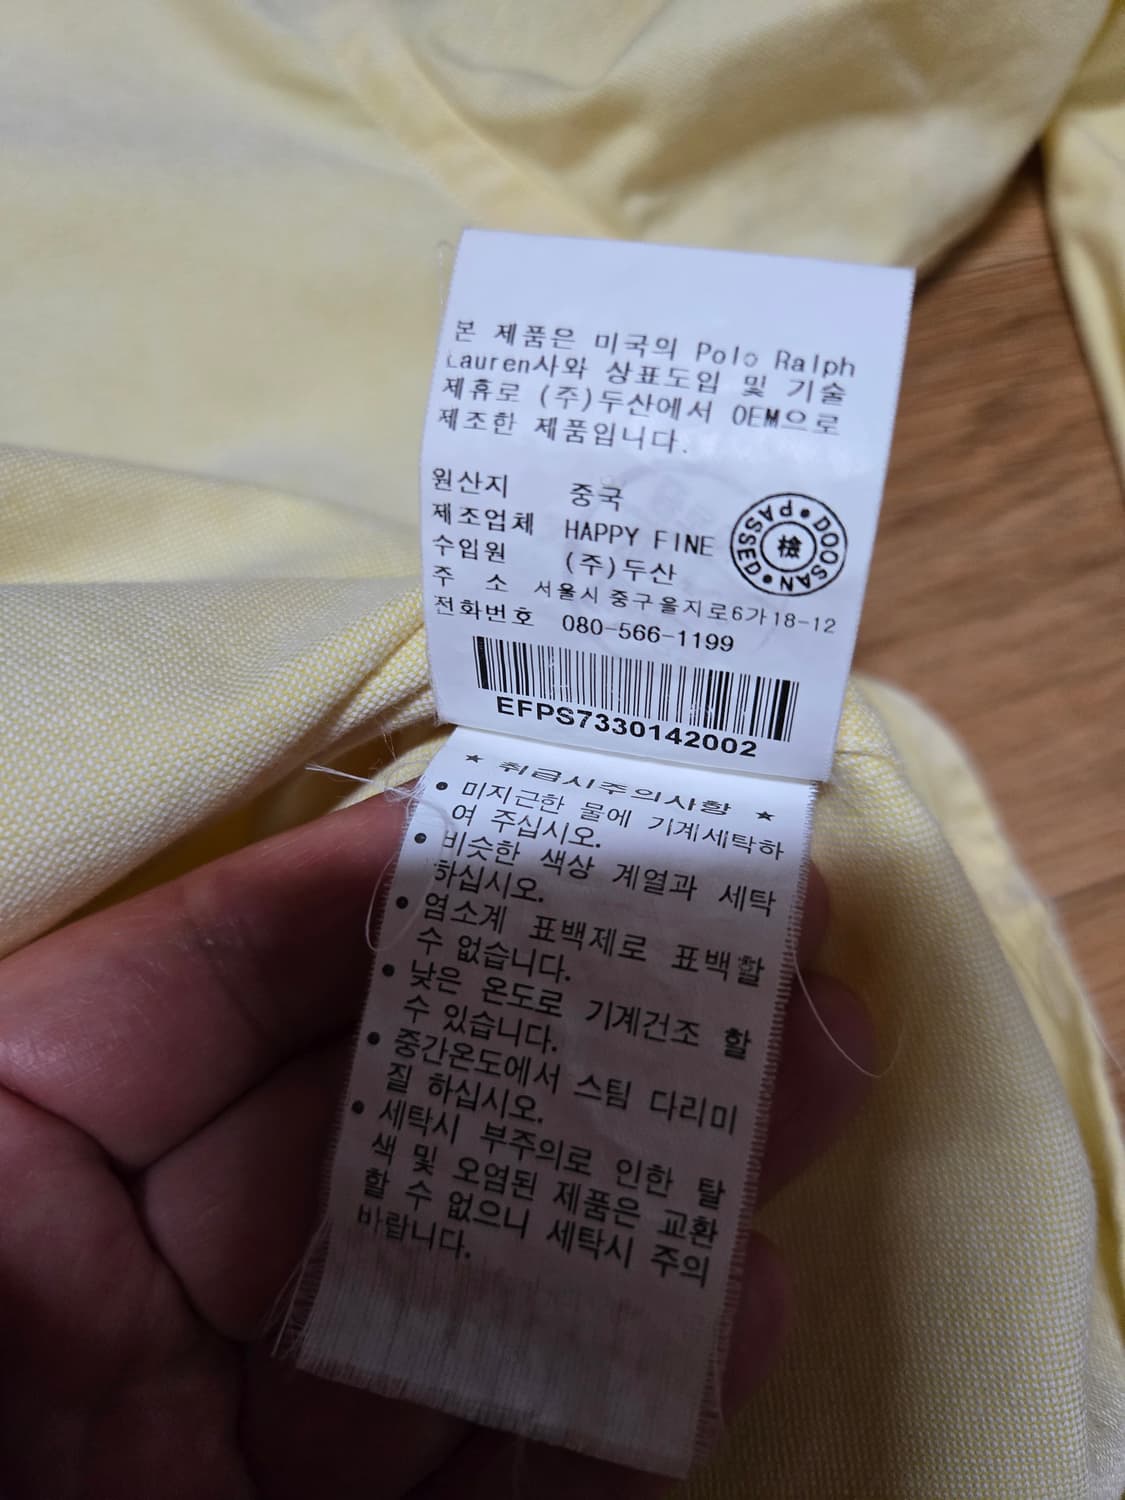 본 제품은 미국의 Polo Ralph
Lauren사와 상표도입 및 기술
제휴로 (주)두산에서 OEM으로
제조한 제품입니다.
원산지 중국
제조업체 HAPPY FINE
수입원 (주)두산
주 소 서울시 중구을지로6가18-12
전화번호 080-566-1199
DOOSAN • PASSED •
檢
EFPS7330142002
★ 취급시주의사항 ★
• 미지근한 물에 기계세탁하
여 주십시오.
• 비슷한 색상 계열과 세탁
하십시오.
• 염소계 표백제로 표백할
수 없습니다.
• 낮은 온도로 기계건조 할
수 있습니다.
• 중간온도에서 스팀 다리미
질 하십시오.
• 세탁시 부주의로 인한 탈
색 및 오염된 제품은 교환
할 수 없으니 세탁시 주의
바랍니다.